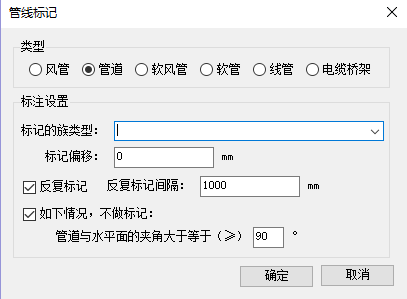 管线标记
类型
风管 管道 软风管 软管 线管 电缆桥架
标注设置
标记的族类型:
标记偏移: 0 mm
反复标记 反复标记间隔: 1000 mm
如下情况，不做标记:
管道与水平面的夹角大于等于(≥) 90 °
确定 取消